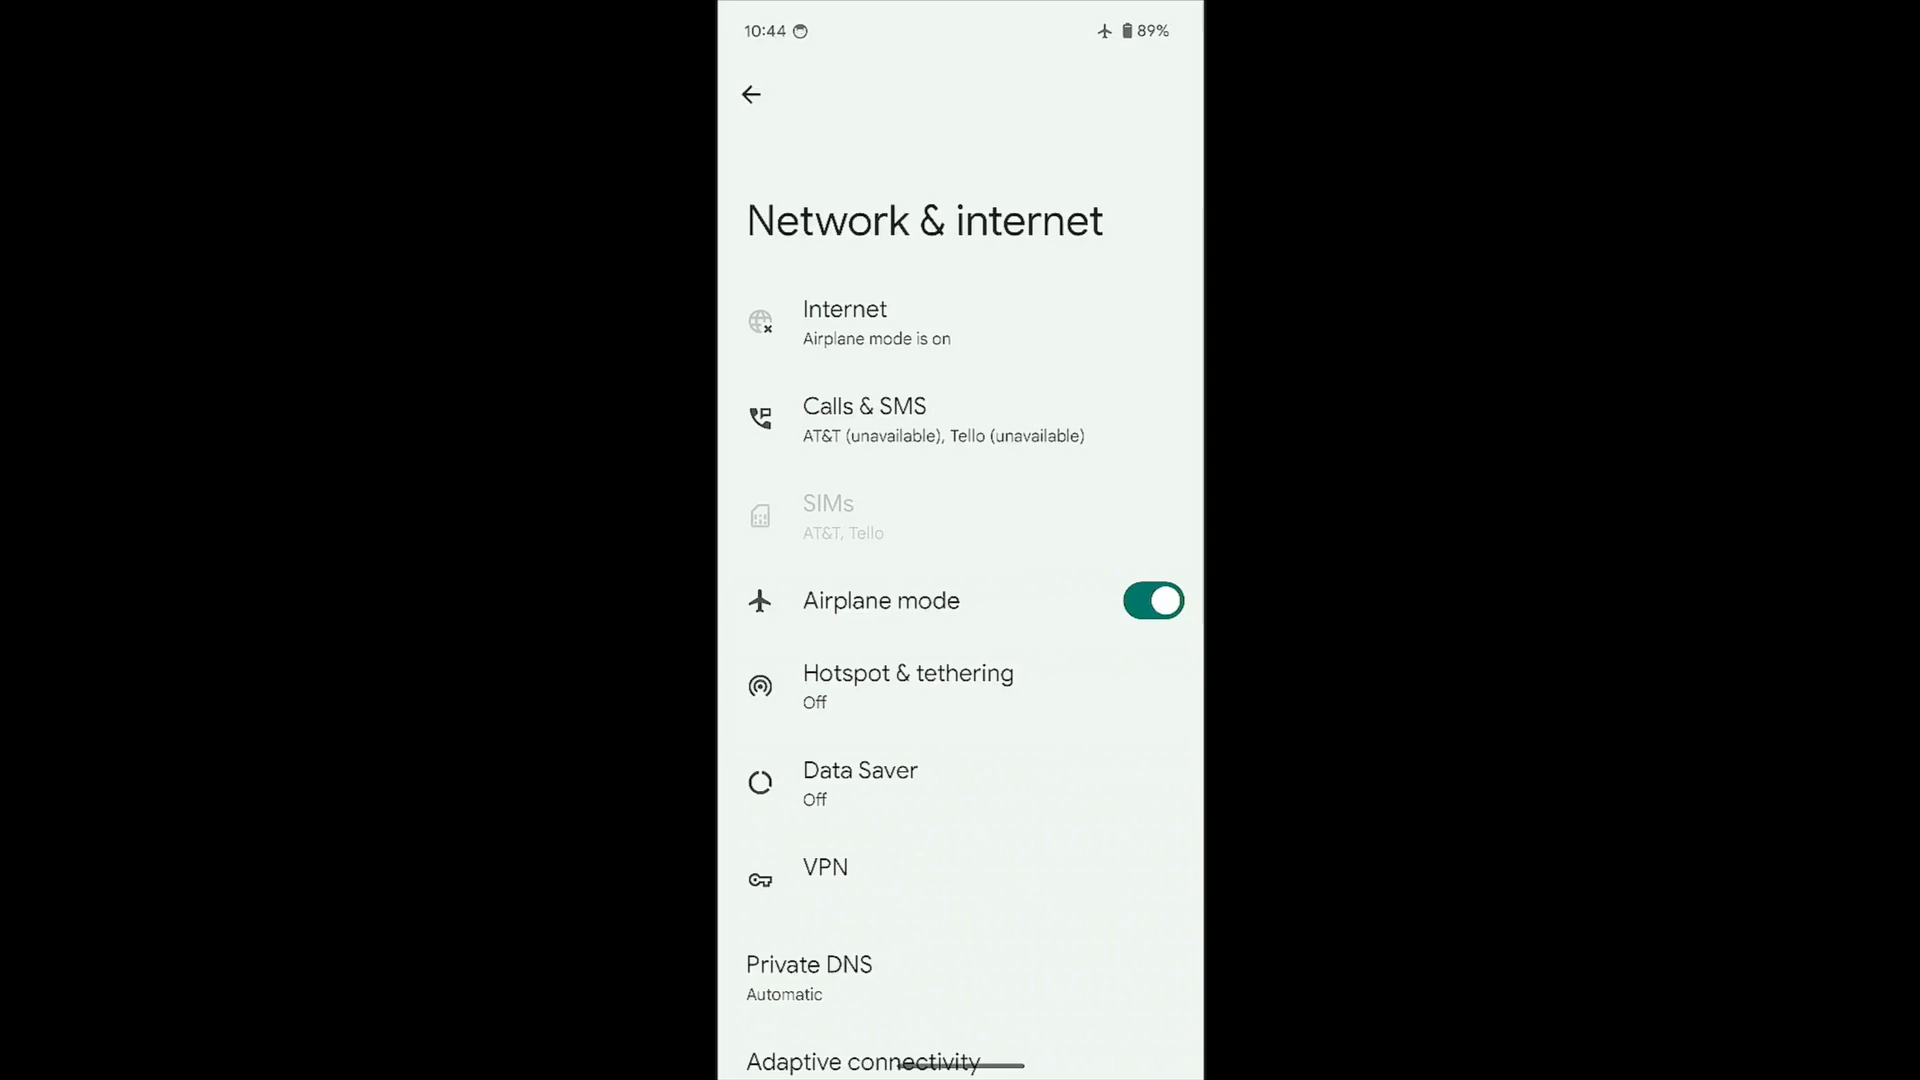 10:44 89%
Network & internet
Internet
Airplane mode is on
Calls & SMS
AT&T (unavailable), Tello (unavailable)
SIMs
AT&T, Tello
Airplane mode
Hotspot & tethering
Off
Data Saver
Off
VPN
Private DNS
Automatic
Adaptive connectivity